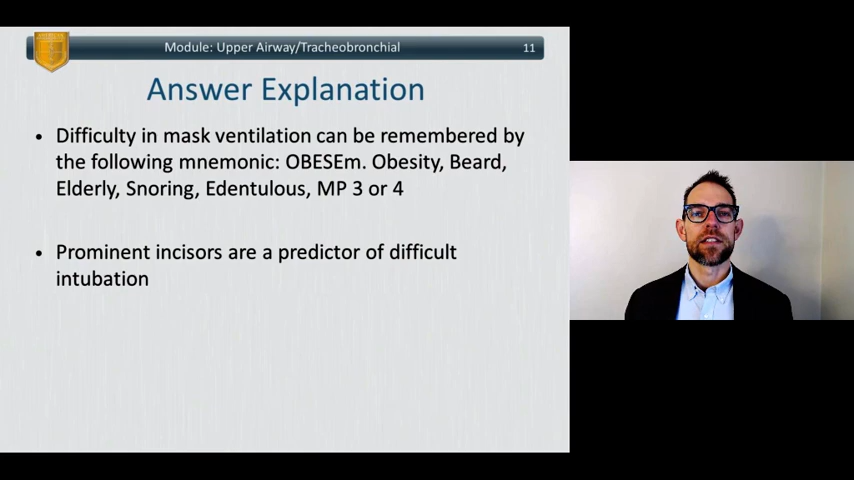 Module: Upper Airway/Tracheobronchial 11
Answer Explanation
• Difficulty in mask ventilation can be remembered by
the following mnemonic: OBESEm. Obesity, Beard,
Elderly, Snoring, Edentulous, MP 3 or 4
• Prominent incisors are a predictor of difficult
intubation